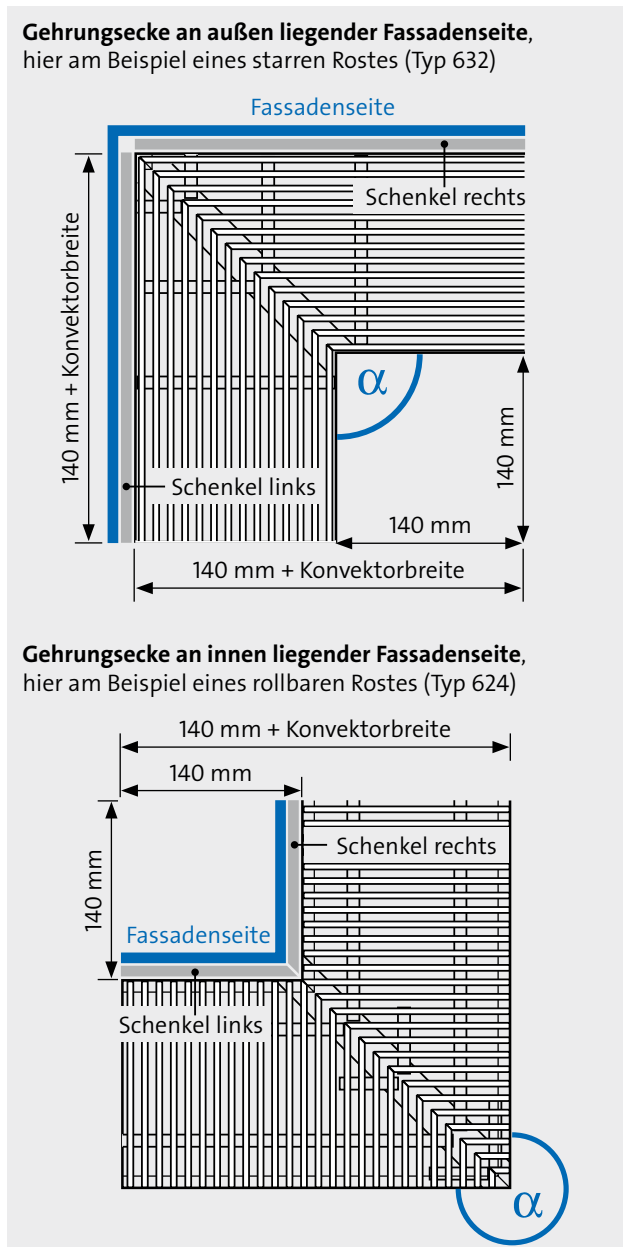 Gehrungsecke an außen liegender Fassadenseite,
hier am Beispiel eines starren Rostes (Typ 632)
Fassadenseite
Schenkel rechts
140 mm + Konvektorbreite
α
Schenkel links
140 mm
140 mm
140 mm + Konvektorbreite
Gehrungsecke an innen liegender Fassadenseite,
hier am Beispiel eines rollbaren Rostes (Typ 624)
140 mm + Konvektorbreite
140 mm
140 mm
Schenkel rechts
Fassadenseite
Schenkel links
α